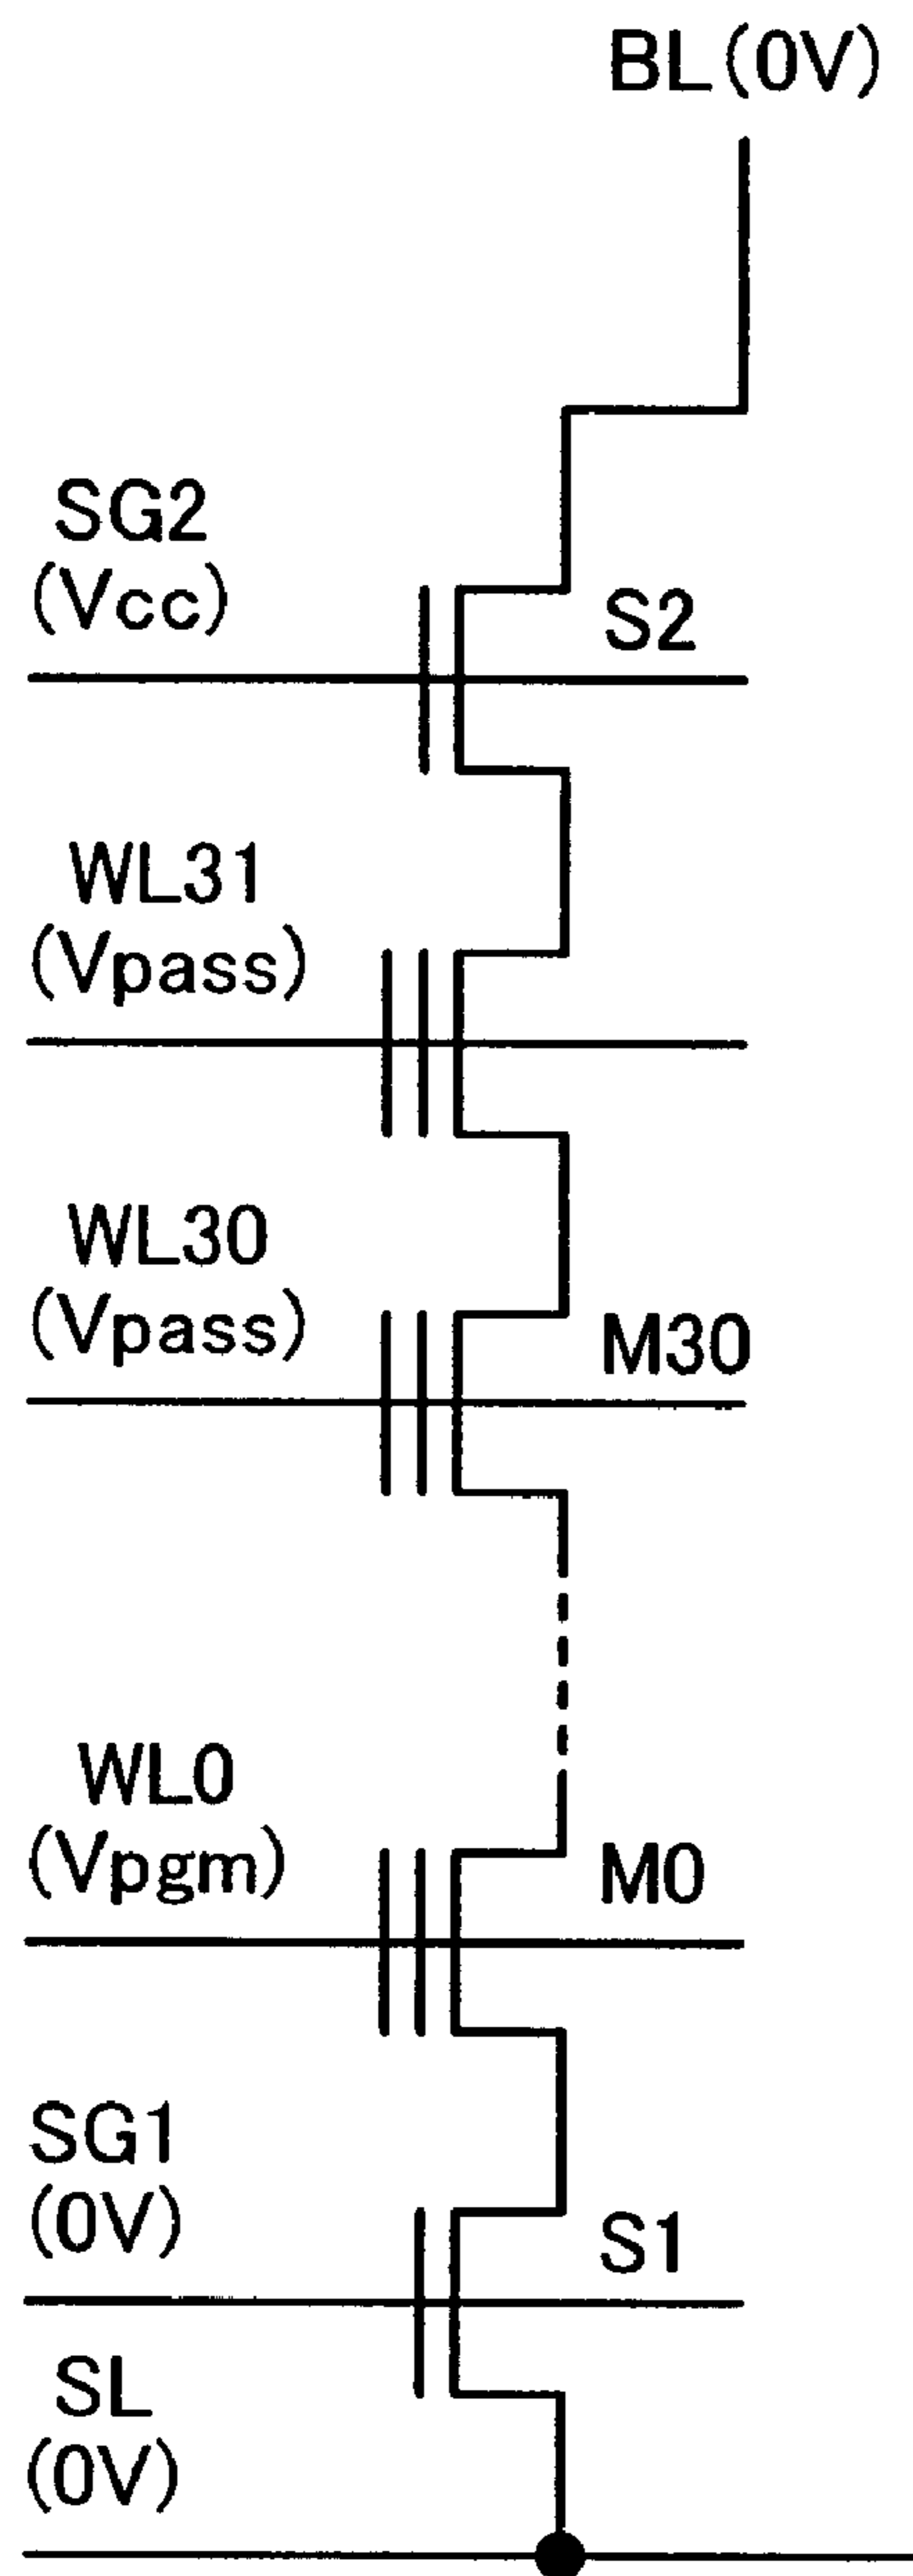 BL(0V)
SG2
(Vcc)
S2
WL31
(Vpass)
WL30
(Vpass)
M30
WL0
(Vpgm)
M0
SG1
(0V)
S1
SL
(0V)